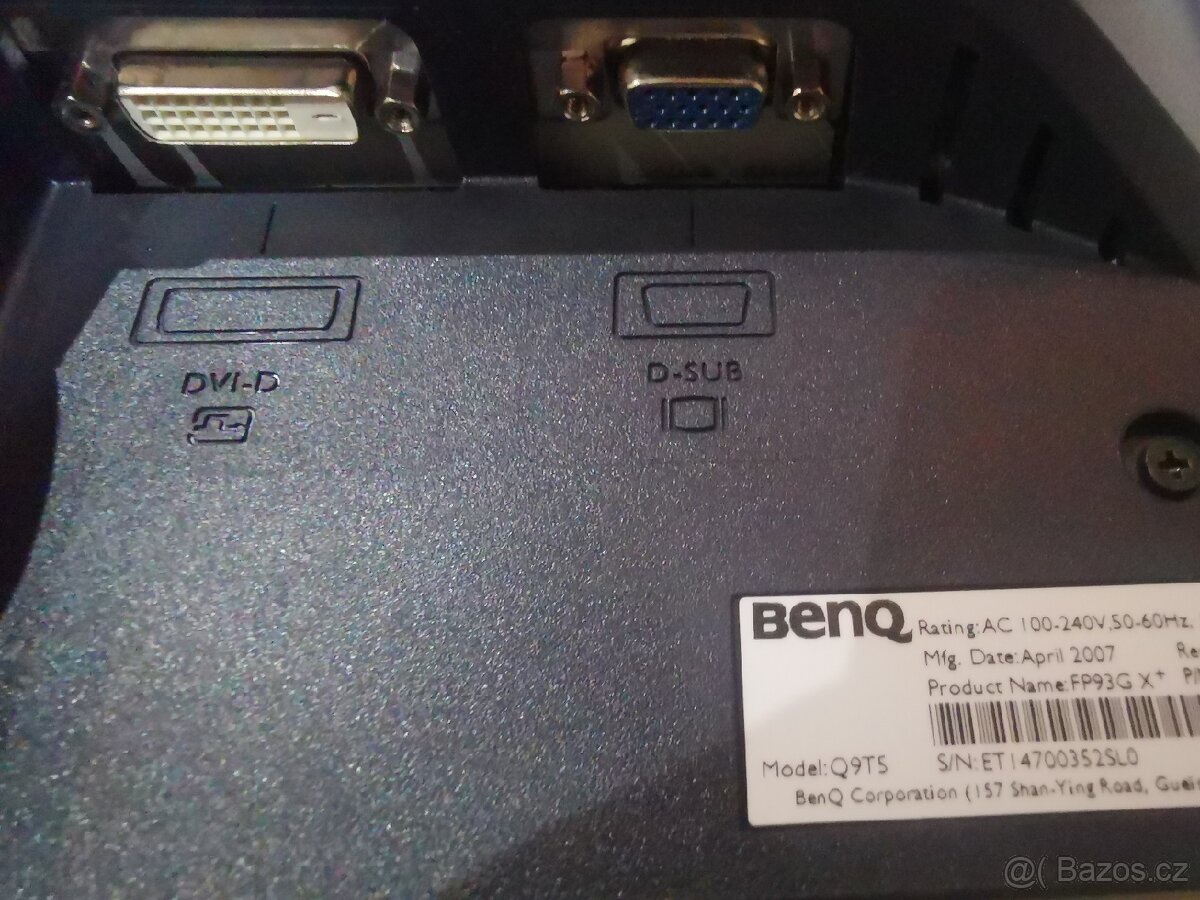 DVI-D
D-SUB
BenQ
Rating:AC 100-240V,50-60Hz,
Mfg. Date:April 2007
Product Name:FP93G X+
Model:Q9T5
S/N:ET14700352SL0
BenQ Corporation (157 Shan-Ying Road,
@( Bazos.cz